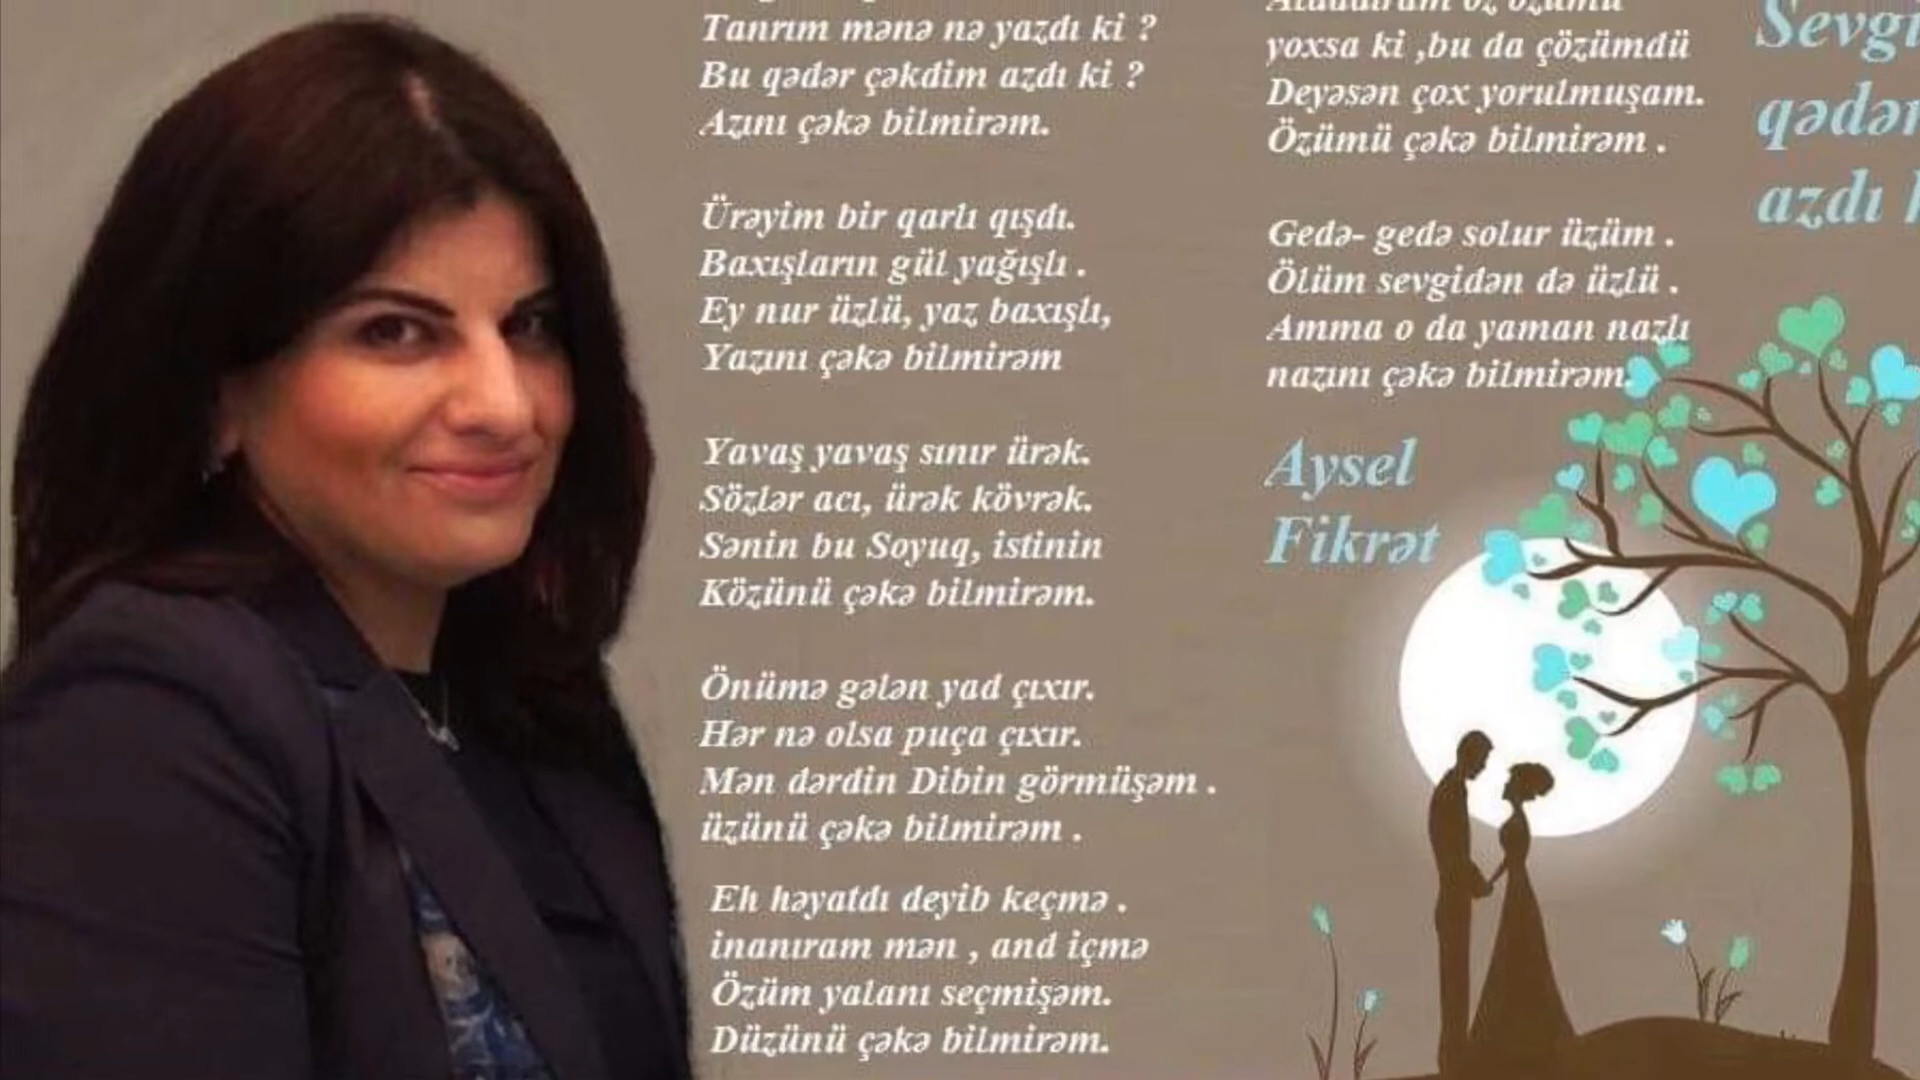 Tanrım mənə nə yazdı ki ?
Bu qədər çəkdim azdı ki ?
Azını çəkə bilmirəm.
Ürəyim bir qarlı qışdı.
Baxışların gül yağışlı .
Ey nur üzlü, yaz baxışlı,
Yazını çəkə bilmirəm
Yavaş yavaş sınır ürək.
Sözlər acı, ürək kövrək.
Sənin bu Soyuq, istinin
Közünü çəkə bilmirəm.
Önümə gələn yad çıxır.
Hər nə olsa puça çıxır.
Mən dərdin Dibin görmüşəm .
üzünü çəkə bilmirəm .
Eh həyatdı deyib keçmə .
inanıram mən , and içmə
Özüm yalanı seçmişəm.
Düzünü çəkə bilmirəm.
yoxsa ki ,bu da çözümdü
Deyəsən çox yorulmuşam.
Özümü çəkə bilmirəm .
Gedə- gedə solur üzüm .
Ölüm sevgidən də üzlü .
Amma o da yaman nazlı
nazını çəkə bilmirəm.
Aysel
Fikrət
Sevgi
qədər
azdı